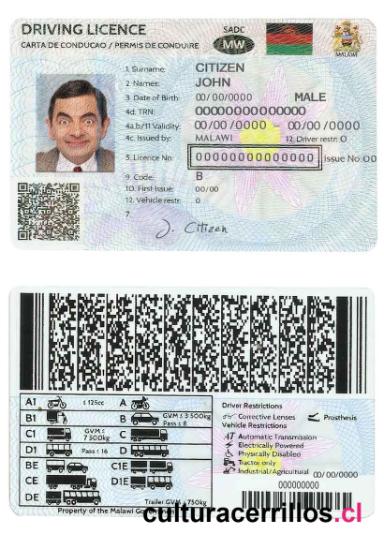 DRIVING LICENCE
SADC
CARTA DE CONDUCAO / PERMIS DE CONDUIRE
MW
MALAWI
1. Surname: CITIZEN
2. Names: JOHN
3. Date of Birth: 00/00/0000 MALE
4d. TRN: 00000000000000
4a,b/11 Validity: 00/00/0000 - 00/00/0000
4c. Issued by: MALAWI 12. Driver restr: 0
5. Licence No: 00000000000000 Issue No:00
9. Code: B
10. First Issue: 00/00
12. Vehicle restr: 0
7.
J. Citizen
A1 ≤ 125cc A
B1 B GVM ≤ 3 500kg Pass ≤ 8
C1 GVM ≤ 7 500kg C
D1 Pass ≤ 16 D
BE C1E
CE D1E
DE Trailer GVM > 750kg
Property of the Malawi
Driver Restrictions
Corrective Lenses Prosthesis
Vehicle Restrictions
AT Automatic Transmission
Electrically Powered
Physically Disabled
Tractor only
Industrial/Agricultural 00/00/0000
000000000
culturacerrillos.cl